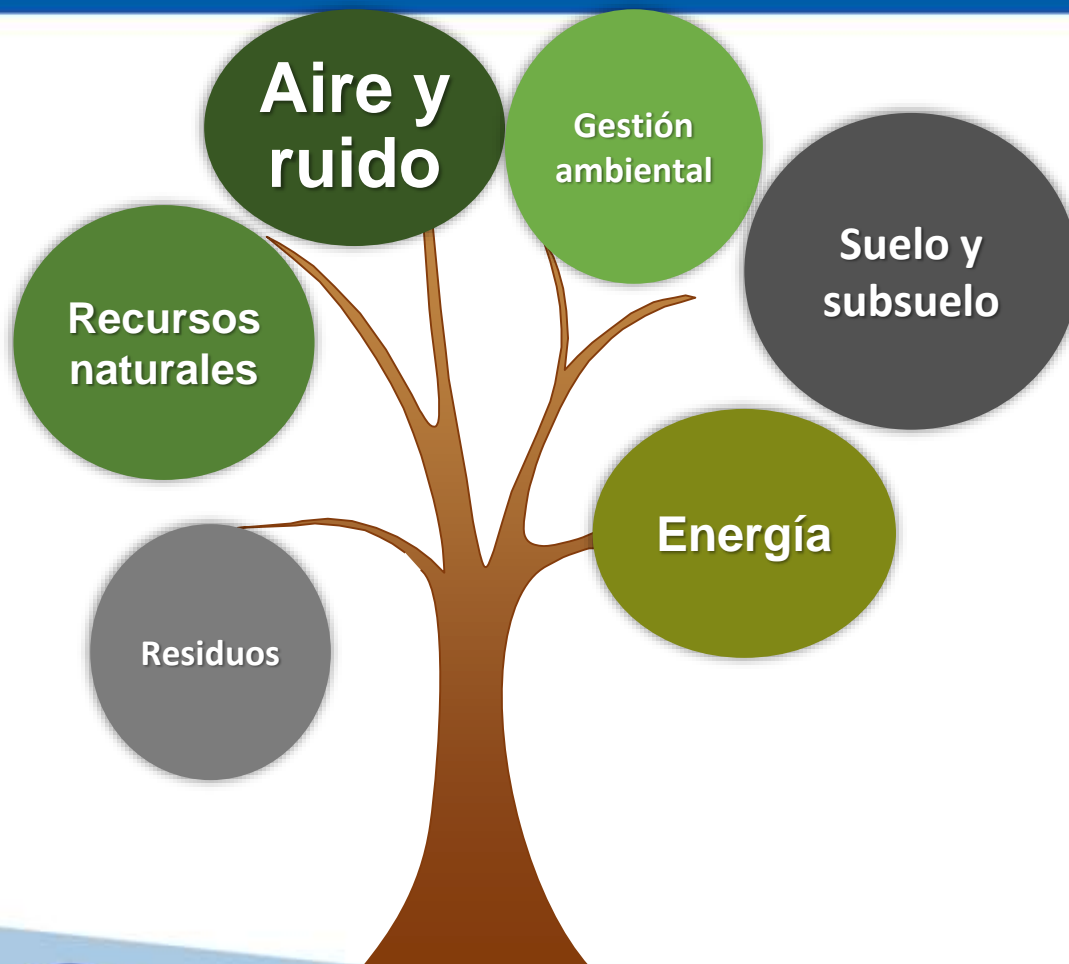 Aire y
ruido
Gestión
ambiental
Suelo y
subsuelo
Recursos
naturales
Energía
Residuos